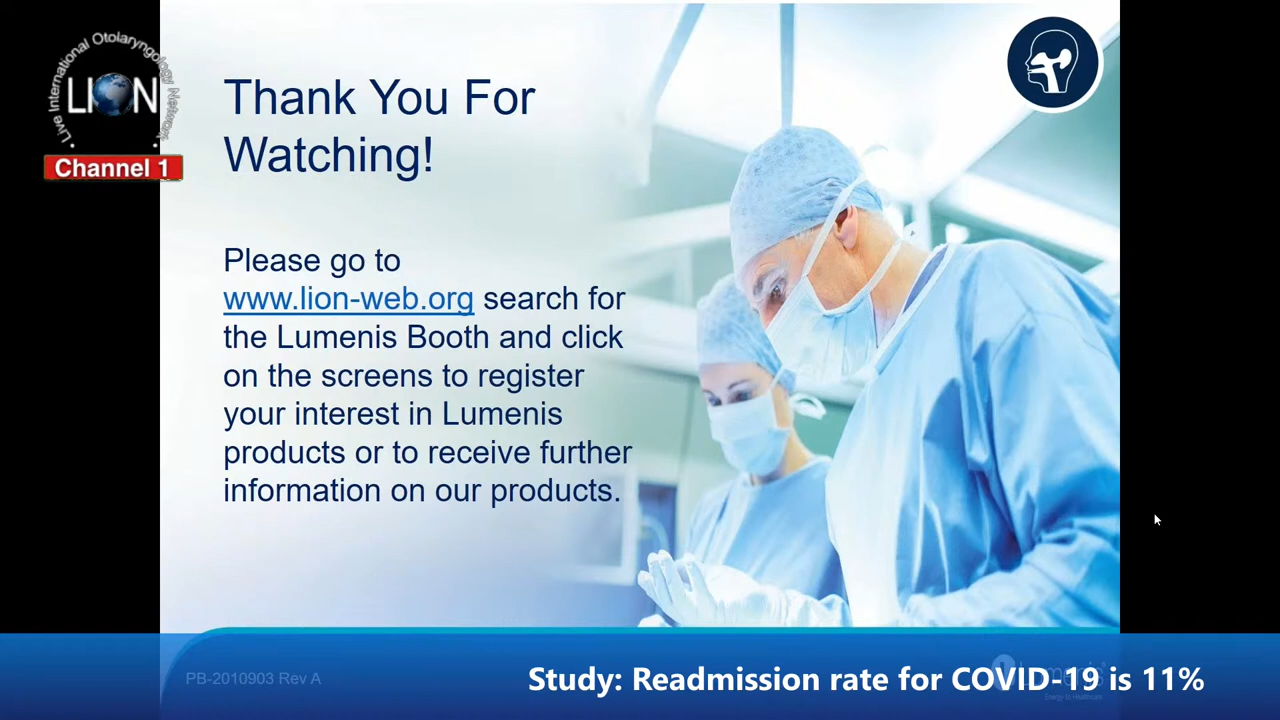 Live International Otolaryngology Network
LION
Channel 1
Thank You For
Watching!
Please go to
www.lion-web.org search for
the Lumenis Booth and click
on the screens to register
your interest in Lumenis
products or to receive further
information on our products.
PB-2010903 Rev A
Study: Readmission rate for COVID-19 is 11%